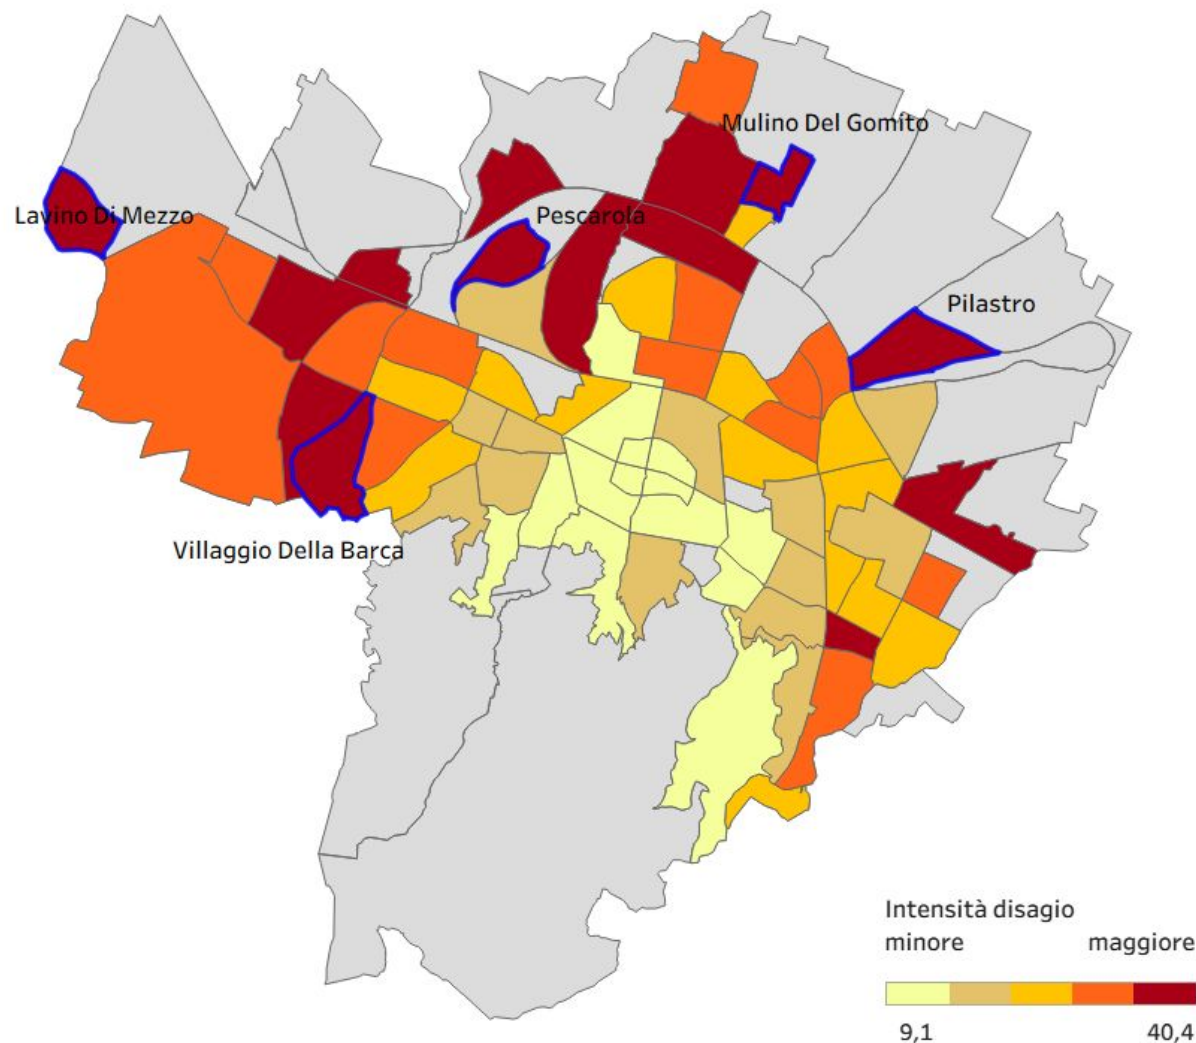 Mulino Del Gomito
Lavino Di Mezzo
Pescarola
Pilastro
Villaggio Della Barca
Intensità disagio
minore maggiore
9,1 40,4